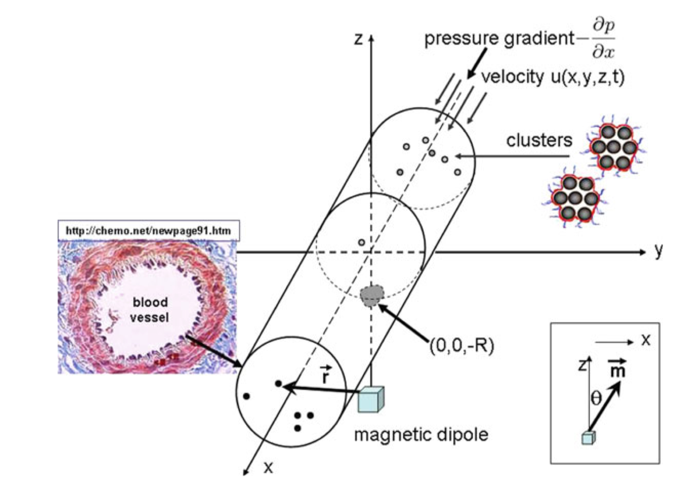 z
pressure gradient−∂p/∂x
velocity u(x,y,z,t)
clusters
http://chemo.net/newpage91.htm
y
blood
vessel
(0,0,-R)
x
z
m⃗
θ
r⃗
magnetic dipole
x